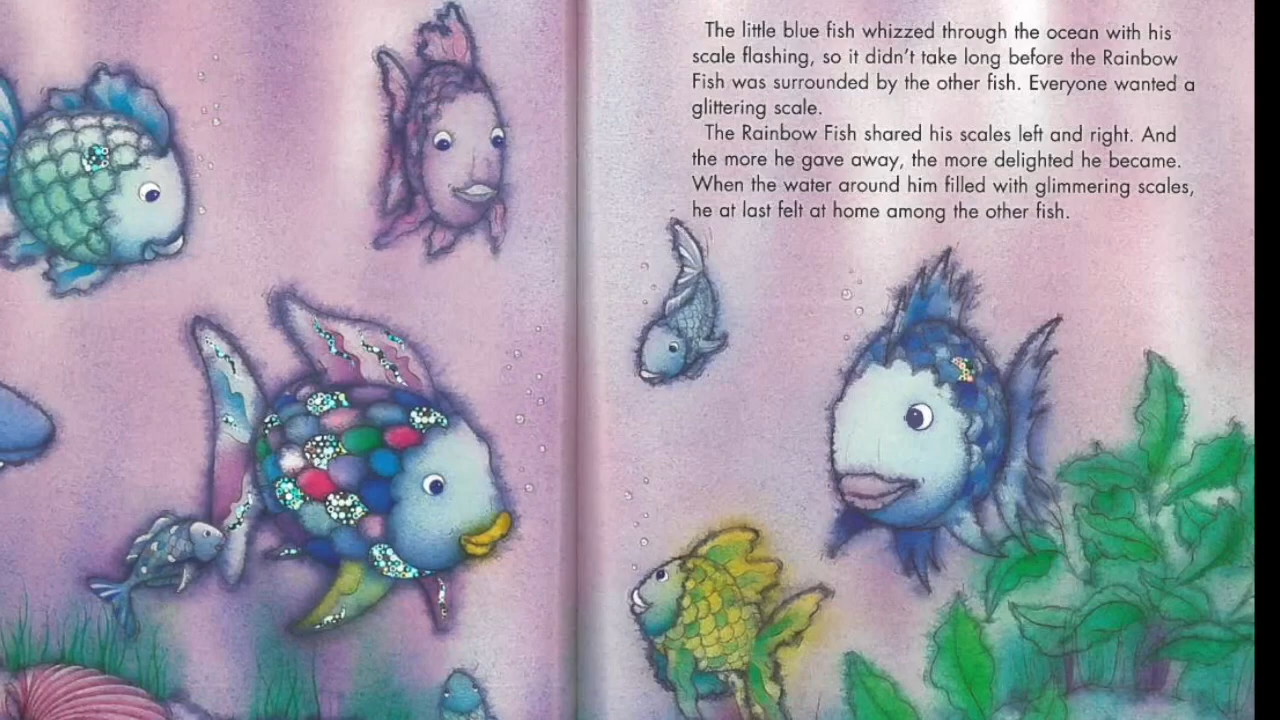 The little blue fish whizzed through the ocean with his
scale flashing, so it didn't take long before the Rainbow
Fish was surrounded by the other fish. Everyone wanted a
glittering scale.
The Rainbow Fish shared his scales left and right. And
the more he gave away, the more delighted he became.
When the water around him filled with glimmering scales,
he at last felt at home among the other fish.